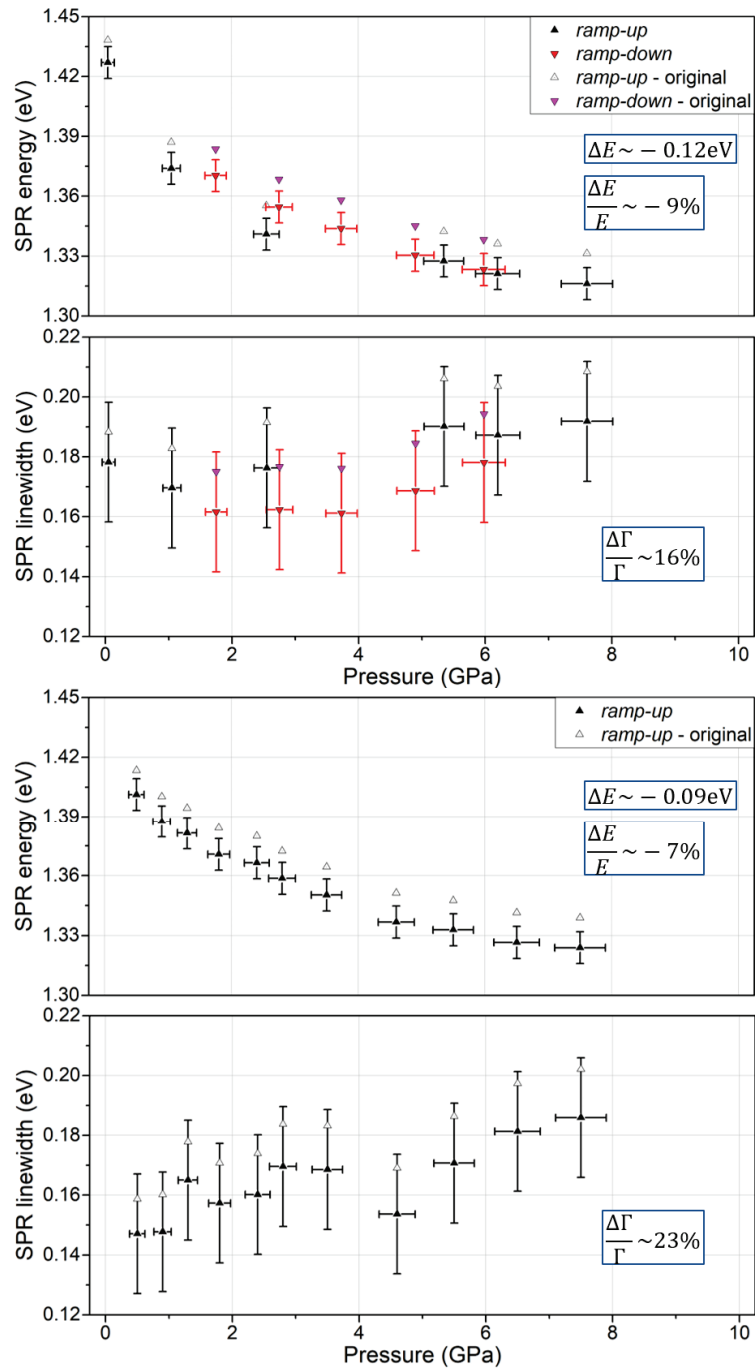 1.45
1.42
1.39
1.36
1.33
1.30
SPR energy (eV)
ramp-up
ramp-down
ramp-up - original
ramp-down - original
ΔE ~ − 0.12eV
ΔE
E
~ − 9%
0.22
0.20
0.18
0.16
0.14
0.12
SPR linewidth (eV)
ΔΓ
Γ
~16%
0 2 4 6 8 10
Pressure (GPa)
1.45
1.42
1.39
1.36
1.33
1.30
SPR energy (eV)
ramp-up
ramp-up - original
ΔE ~ − 0.09eV
ΔE
E
~ − 7%
0.22
0.20
0.18
0.16
0.14
0.12
SPR linewidth (eV)
ΔΓ
Γ
~23%
0 2 4 6 8 10
Pressure (GPa)